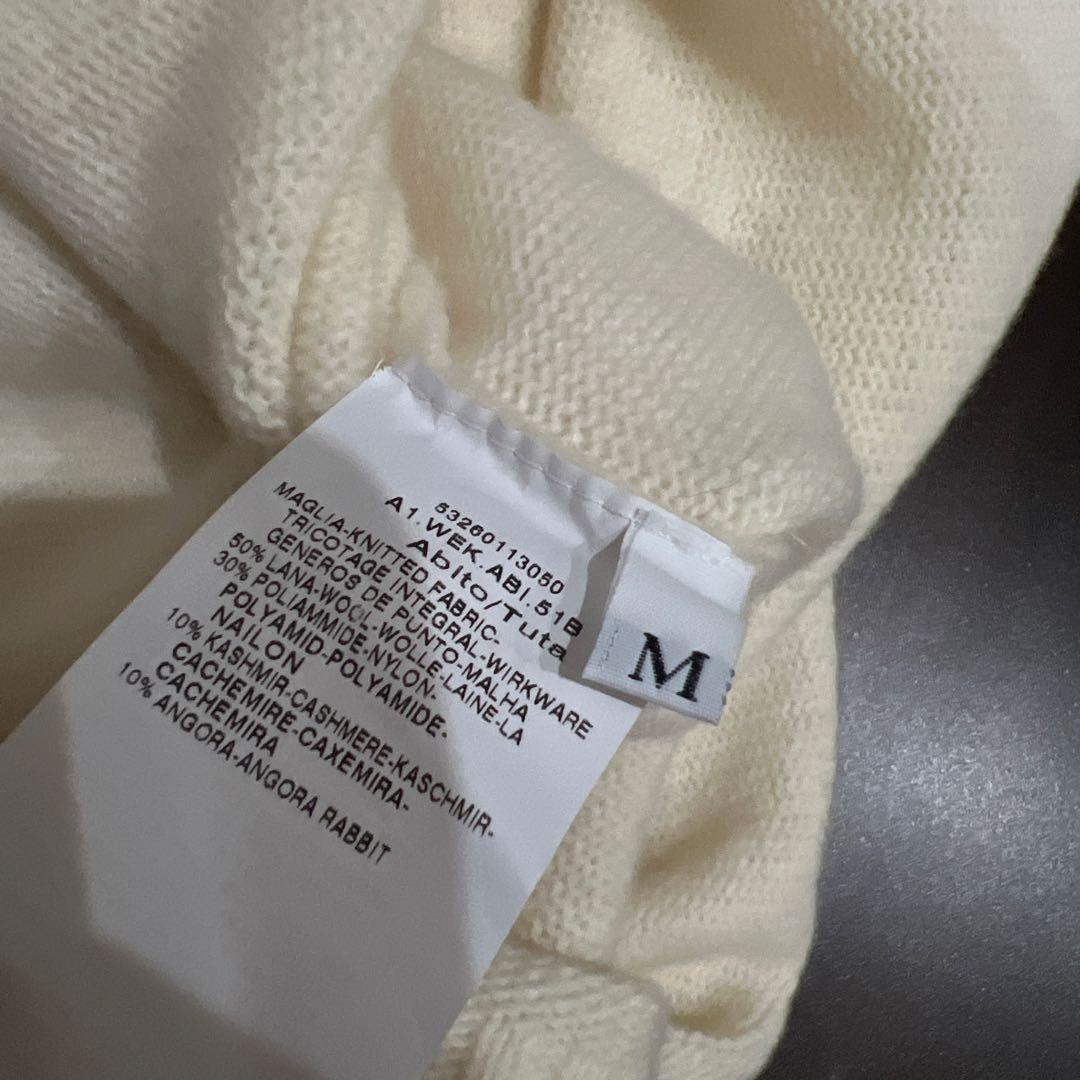 53260113050
A1.WEK.ABI.51B
Abito/Tuta
MAGLIA-KNITTED FABRIC-
TRICOTAGE INTEGRAL-WIRKWARE
GENEROS DE PUNTO-MALHA
50% LANA-WOOL-WOLLE-LAINE-LA
30% POLIAMMIDE-NYLON-
POLYAMID-POLYAMIDE-
NAILON
10% KASHMIR-CASHMERE-KASCHMIR-
CACHEMIRE-CAXEMIRA-
CACHEMIRA
10% ANGORA-ANGORA RABBIT
M